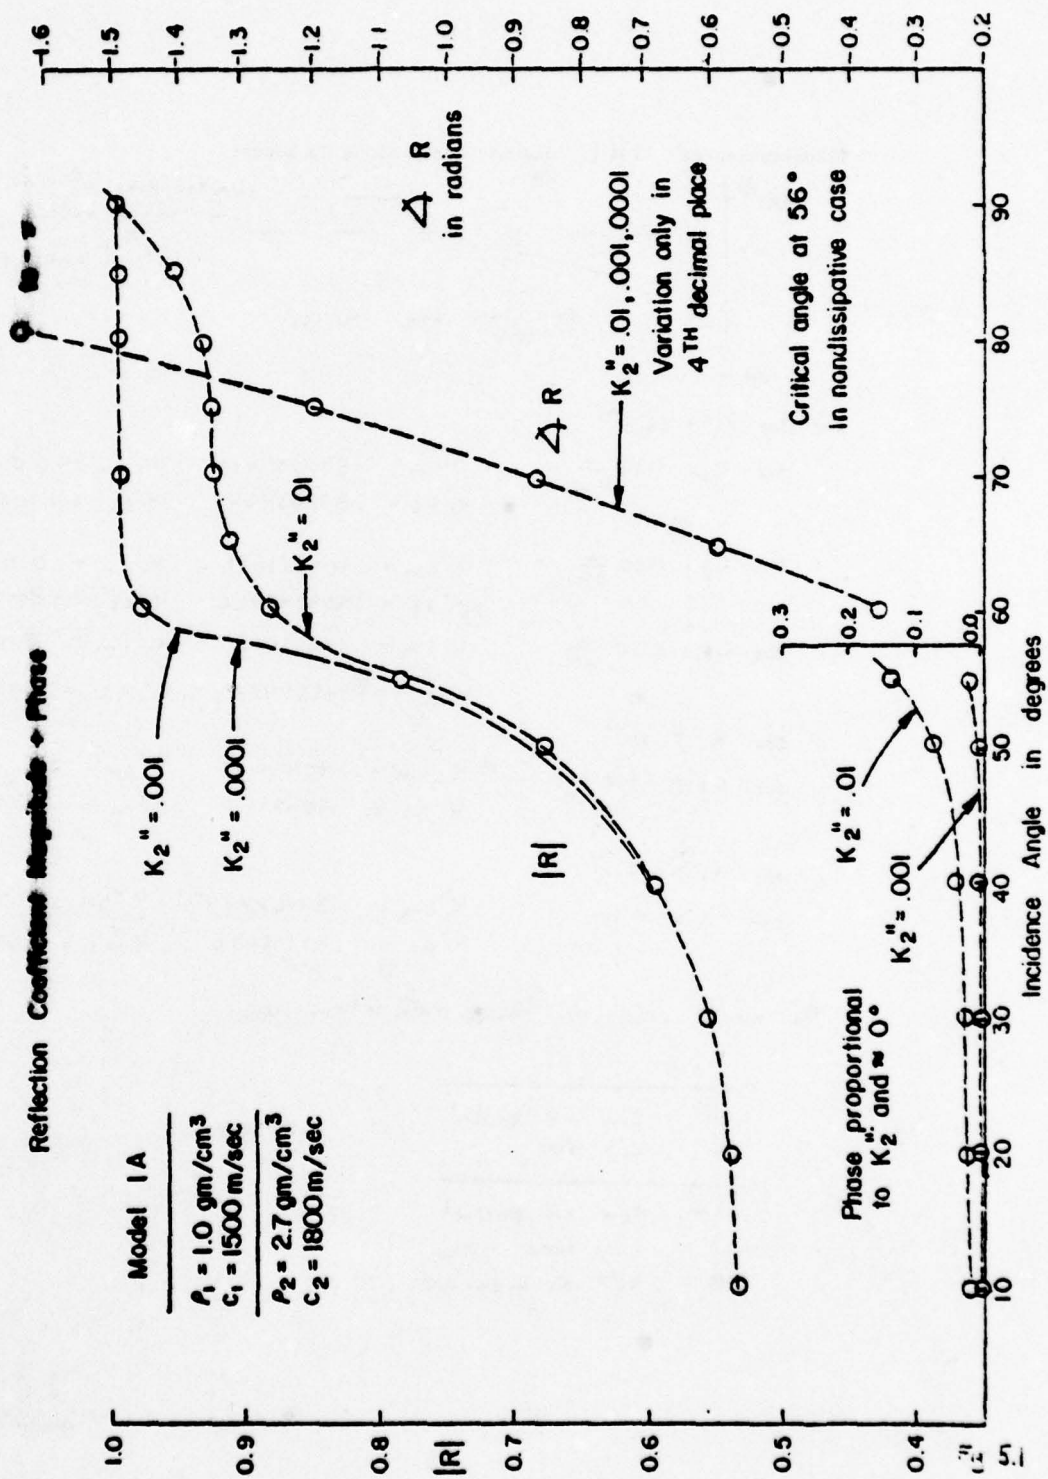 Reflection Coefficient Magnitude + Phase
Model 1A
ρ₁ = 1.0 gm/cm³
c₁ = 1500 m/sec
ρ₂ = 2.7 gm/cm³
c₂ = 1800 m/sec
K₂" = .001
K₂" = .0001
K₂" = .01
|R|
∡ R
in radians
∡ R
K₂" = .01, .001, .0001
Variation only in
4TH decimal place
Critical angle at 56°
in nondissipative case
Phase proportional
to K₂" and ≈ 0°
K₂" = .01
K₂" = .001
|R|
1.0
0.9
0.8
0.7
0.6
0.5
0.4
-1.6
-1.5
-1.4
-1.3
-1.2
-1.1
-1.0
-0.9
-0.8
-0.7
-0.6
-0.5
-0.4
-0.3
-0.2
0.3
0.2
0.1
0.0
10 20 30 40 50 60 70 80 90
Incidence Angle in degrees
5.1